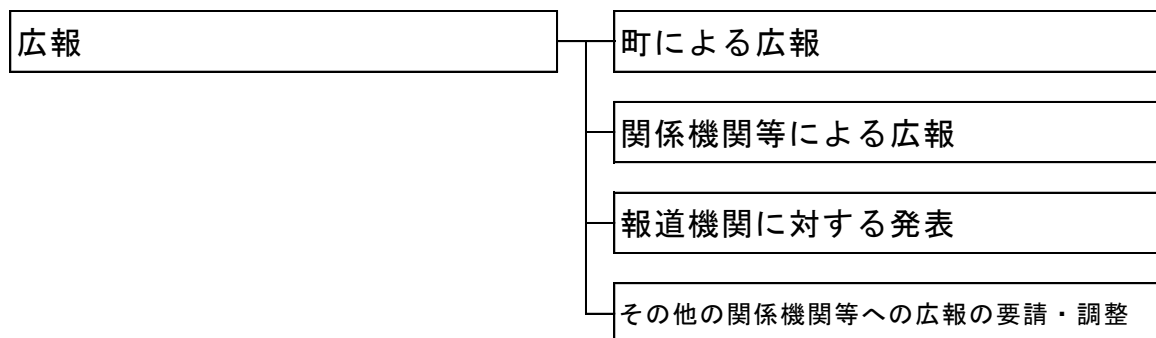 広報
町による広報
関係機関等による広報
報道機関に対する発表
その他の関係機関等への広報の要請・調整